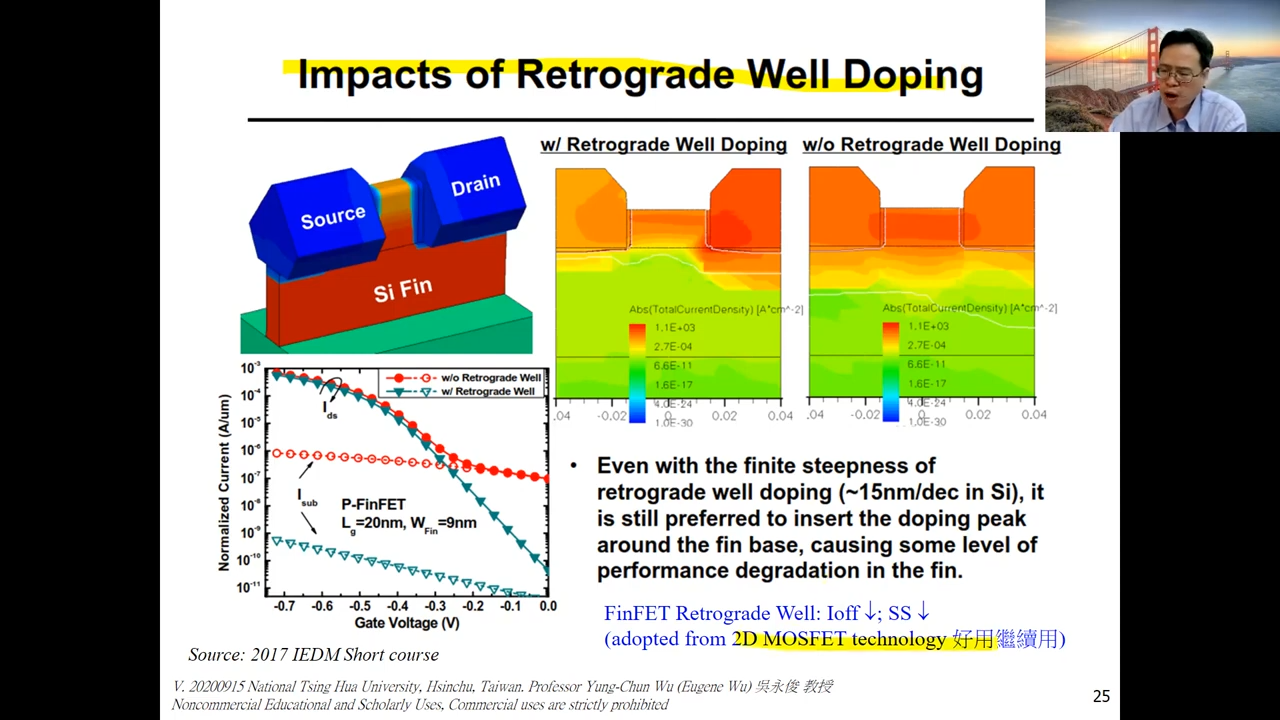 Impacts of Retrograde Well Doping
w/ Retrograde Well Doping
w/o Retrograde Well Doping
Source
Drain
Si Fin
Abs(TotalCurrentDensity) [A*cm^-2]
1.1E+03
2.7E-04
6.6E-11
1.6E-17
4.0E-24
1.0E-30
.04
-0.02
0.02
0.04
Abs(TotalCurrentDensity) [A*cm^-2]
1.1E+03
2.7E-04
6.6E-11
1.6E-17
4.0E-24
1.0E-30
.04
-0.02
0
0.02
0.04
Normalized Current (A/um)
10-3
10-4
10-5
10-6
10-7
10-8
10-9
10-10
10-11
w/o Retrograde Well
w/ Retrograde Well
Ids
Isub
P-FinFET
Lg=20nm, WFin=9nm
-0.7 -0.6 -0.5 -0.4 -0.3 -0.2 -0.1 0.0
Gate Voltage (V)
• Even with the finite steepness of
retrograde well doping (~15nm/dec in Si), it
is still preferred to insert the doping peak
around the fin base, causing some level of
performance degradation in the fin.
FinFET Retrograde Well: Ioff ↓; SS ↓
(adopted from 2D MOSFET technology 好用繼續用)
Source: 2017 IEDM Short course
V. 20200915 National Tsing Hua University, Hsinchu, Taiwan. Professor Yung-Chun Wu (Eugene Wu) 吳永俊 教授
Noncommercial Educational and Scholarly Uses, Commercial uses are strictly prohibited
25